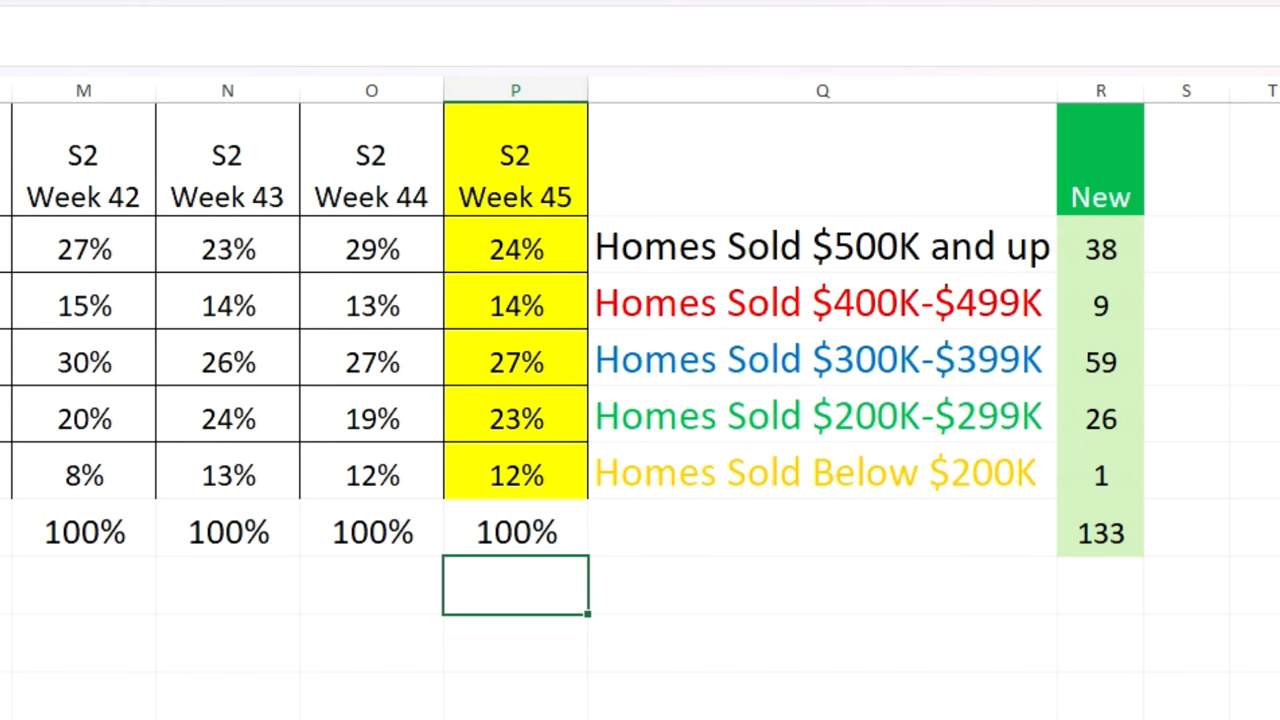 M N O P Q R S T
S2 S2 S2 S2
Week 42 Week 43 Week 44 Week 45 New
27% 23% 29% 24% Homes Sold $500K and up 38
15% 14% 13% 14% Homes Sold $400K-$499K 9
30% 26% 27% 27% Homes Sold $300K-$399K 59
20% 24% 19% 23% Homes Sold $200K-$299K 26
8% 13% 12% 12% Homes Sold Below $200K 1
100% 100% 100% 100% 133